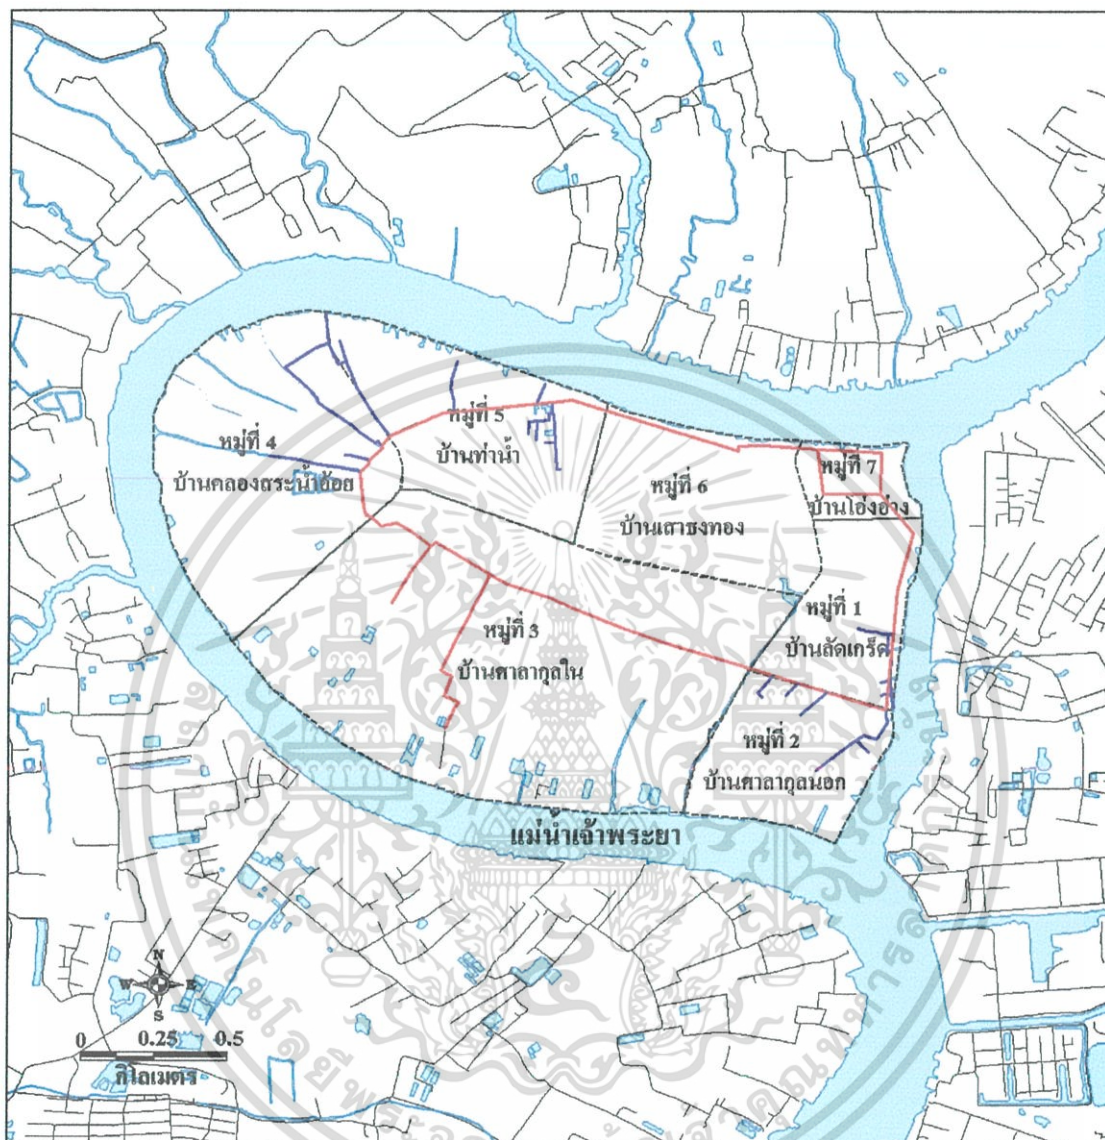 หมู่ที่ 5
บ้านท่าน้ำ
หมู่ที่ 4
บ้านคลองสระน้ำอ้อย
หมู่ที่ 6
บ้านเสาธงทอง
หมู่ที่ 7
บ้านโอ่งอ่าง
หมู่ที่ 1
บ้านลัดเกร็ด
หมู่ที่ 3
บ้านศาลากุลใน
หมู่ที่ 2
บ้านศาลากุลนอก
แม่น้ำเจ้าพระยา
N
W E
S
0 0.25 0.5
กิโลเมตร